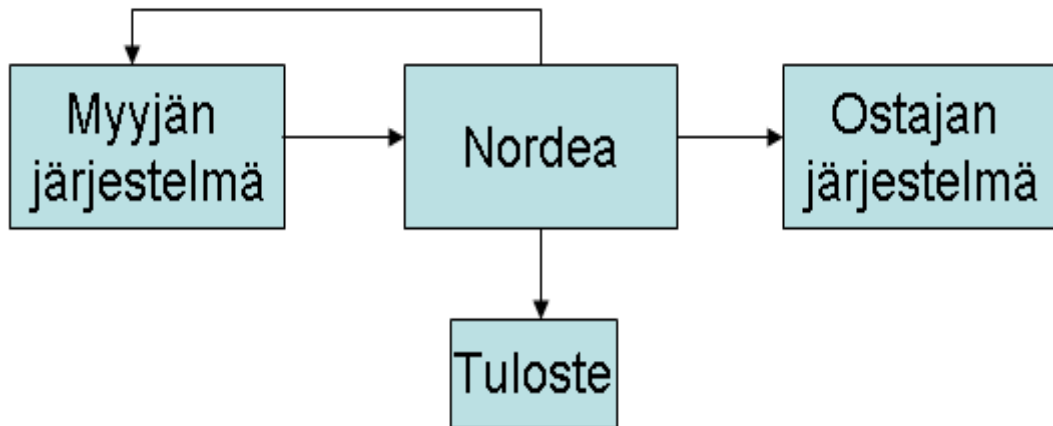 Myyjän
järjestelmä
Nordea
Ostajan
järjestelmä
Tuloste